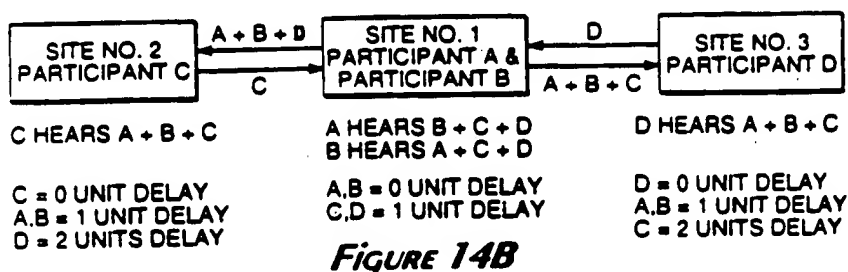 SITE NO. 2
PARTICIPANT C
A + B + D
C
SITE NO. 1
PARTICIPANT A &
PARTICIPANT B
D
A + B + C
SITE NO. 3
PARTICIPANT D
C HEARS A + B + C
A HEARS B + C + D
B HEARS A + C + D
D HEARS A + B + C
C = 0 UNIT DELAY
A,B = 1 UNIT DELAY
D = 2 UNITS DELAY
A,B = 0 UNIT DELAY
C,D = 1 UNIT DELAY
D = 0 UNIT DELAY
A,B = 1 UNIT DELAY
C = 2 UNITS DELAY
FIGURE 14B